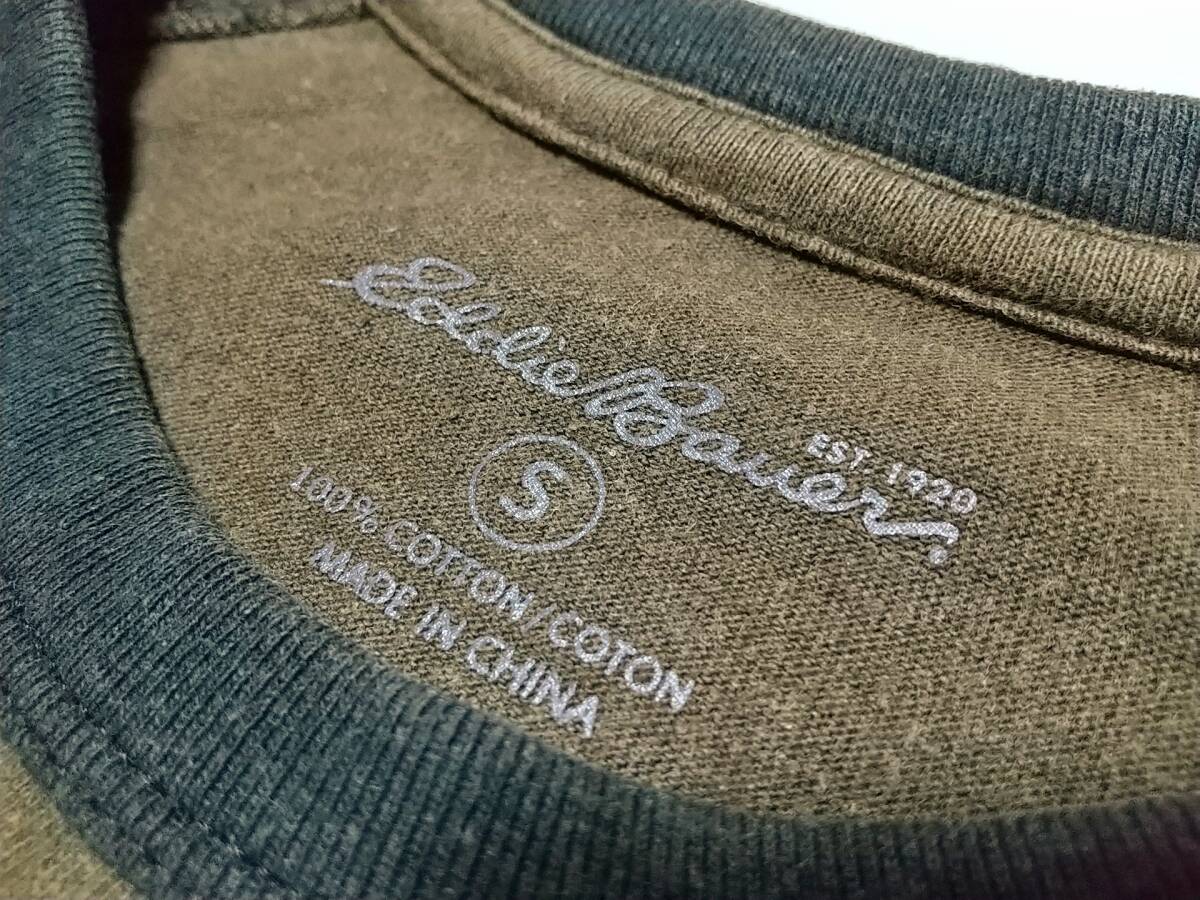 Eddie Bauer
EST 1920
S
100% COTTON/COTON
MADE IN CHINA